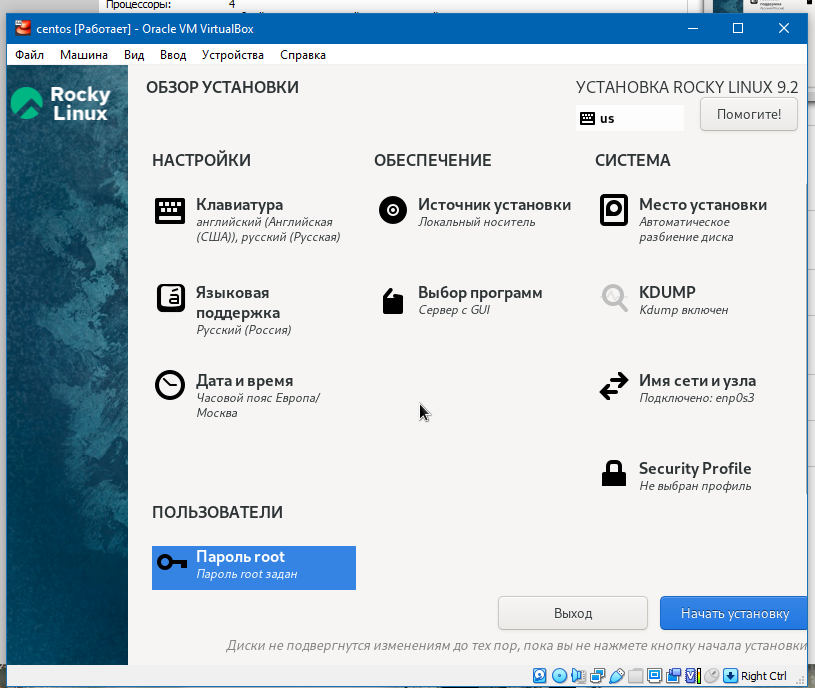 Процессоры: 4
centos [Работает] - Oracle VM VirtualBox
Файл Машина Вид Ввод Устройства Справка
Rocky
Linux
ОБЗОР УСТАНОВКИ
УСТАНОВКА ROCKY LINUX 9.2
us
Помогите!
НАСТРОЙКИ
Клавиатура
английский (Английская
(США)), русский (Русская)
Языковая
поддержка
Русский (Россия)
Дата и время
Часовой пояс Европа/
Москва
ОБЕСПЕЧЕНИЕ
Источник установки
Локальный носитель
Выбор программ
Сервер с GUI
СИСТЕМА
Место установки
Автоматическое
разбиение диска
KDUMP
Kdump включен
Имя сети и узла
Подключено: enp0s3
Security Profile
Не выбран профиль
ПОЛЬЗОВАТЕЛИ
Пароль root
Пароль root задан
Выход
Начать установку
Диски не подвергнутся изменениям до тех пор, пока вы не нажмете кнопку начала установки
Right Ctrl